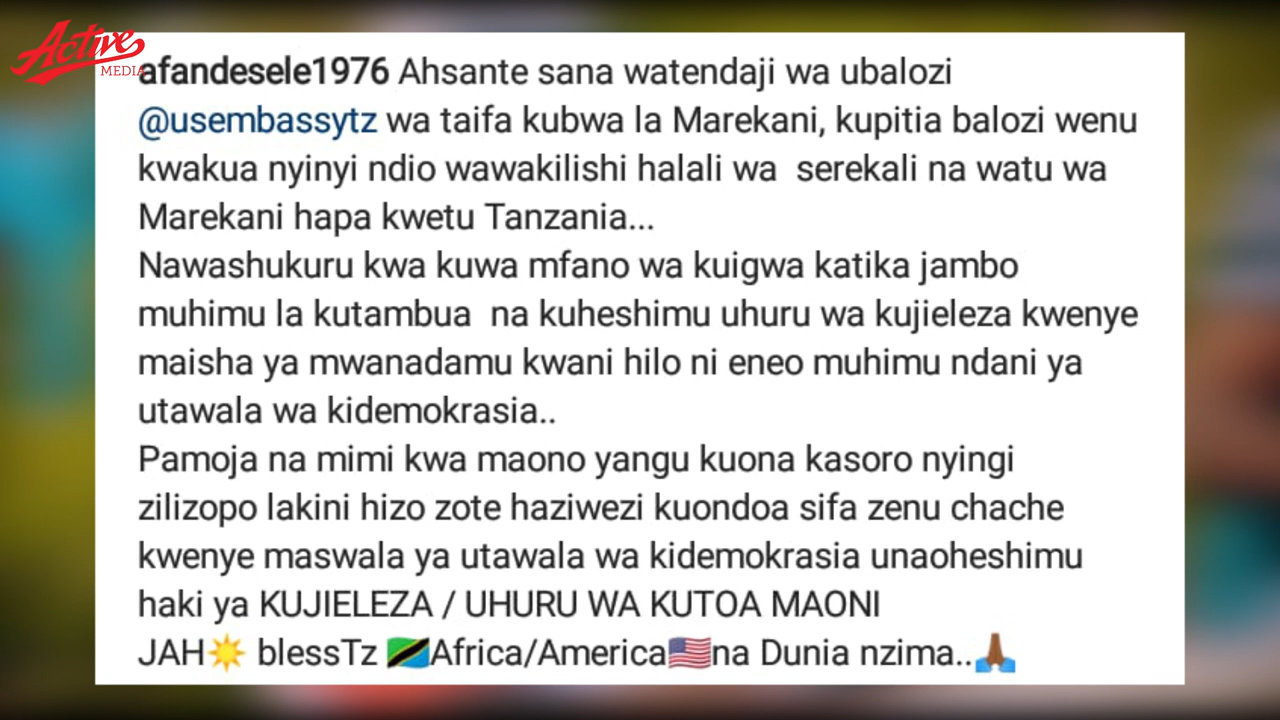 Active
MEDIA
afandesele1976 Ahsante sana watendaji wa ubalozi
@usembassytz wa taifa kubwa la Marekani, kupitia balozi wenu
kwakua nyinyi ndio wawakilishi halali wa serekali na watu wa
Marekani hapa kwetu Tanzania...
Nawashukuru kwa kuwa mfano wa kuigwa katika jambo
muhimu la kutambua na kuheshimu uhuru wa kujieleza kwenye
maisha ya mwanadamu kwani hilo ni eneo muhimu ndani ya
utawala wa kidemokrasia..
Pamoja na mimi kwa maono yangu kuona kasoro nyingi
zilizopo lakini hizo zote haziwezi kuondoa sifa zenu chache
kwenye maswala ya utawala wa kidemokrasia unaoheshimu
haki ya KUJIELEZA / UHURU WA KUTOA MAONI
JAH☀️ blessTz 🇹🇿Africa/America🇺🇸na Dunia nzima..🙏🏾